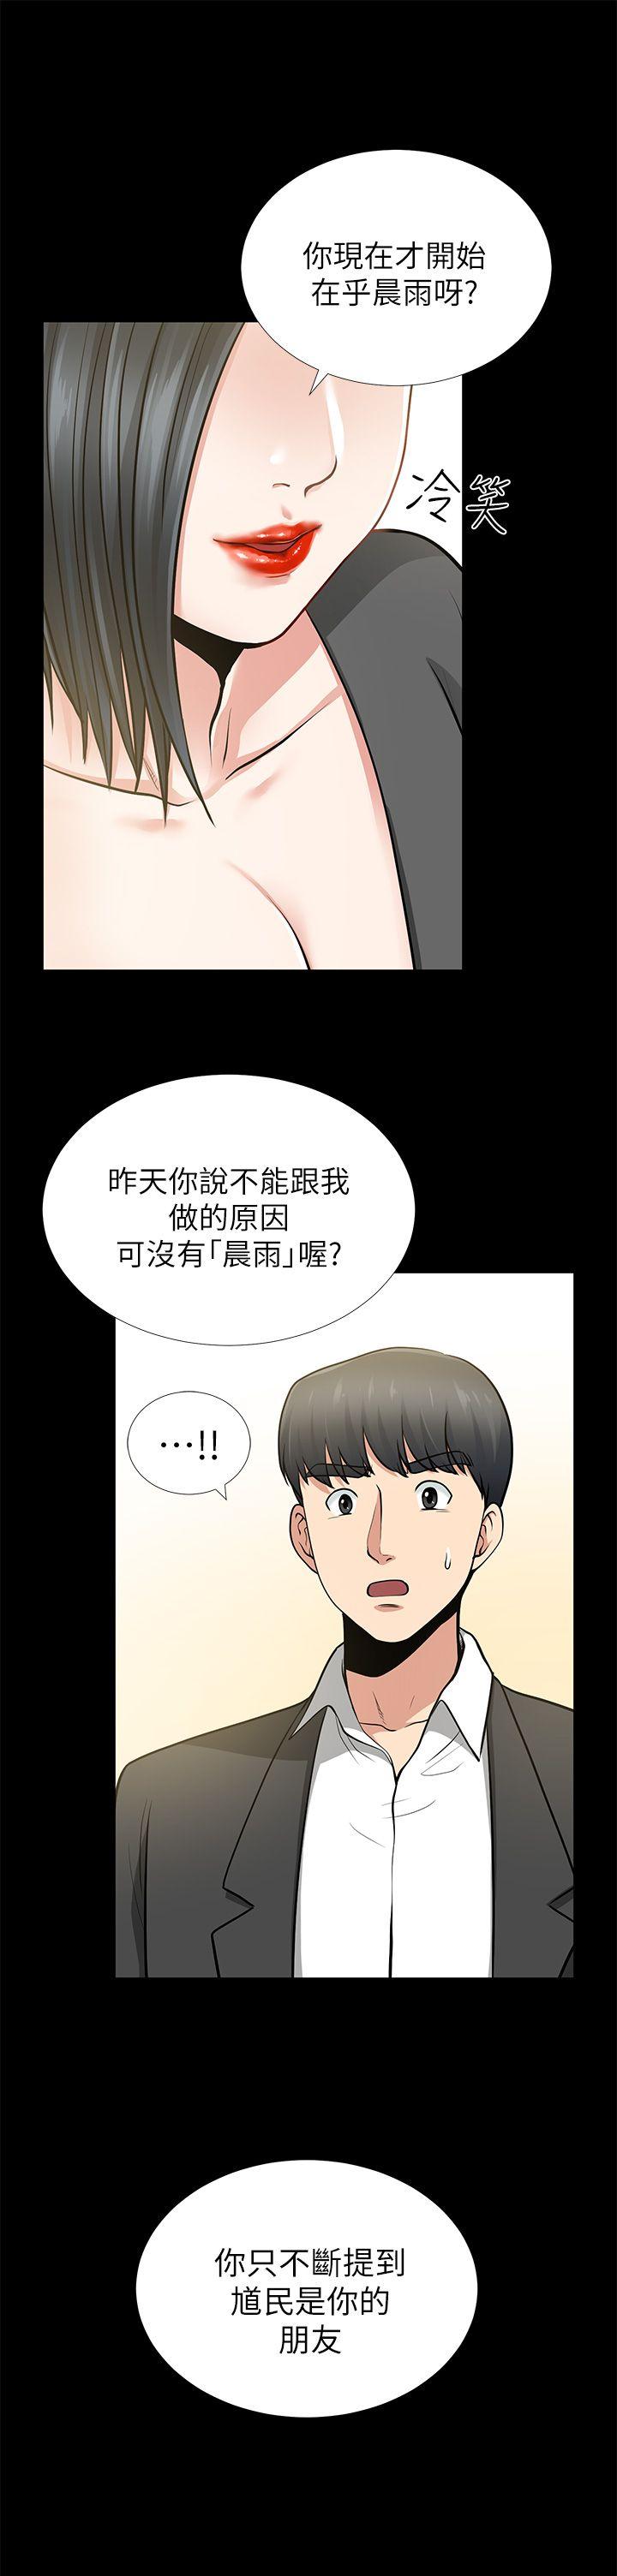 你現在才開始
在乎晨雨呀?
冷笑
昨天你說不能跟我
做的原因
可沒有「晨雨」喔?
…!!
你只不斷提到
馗民是你的
朋友